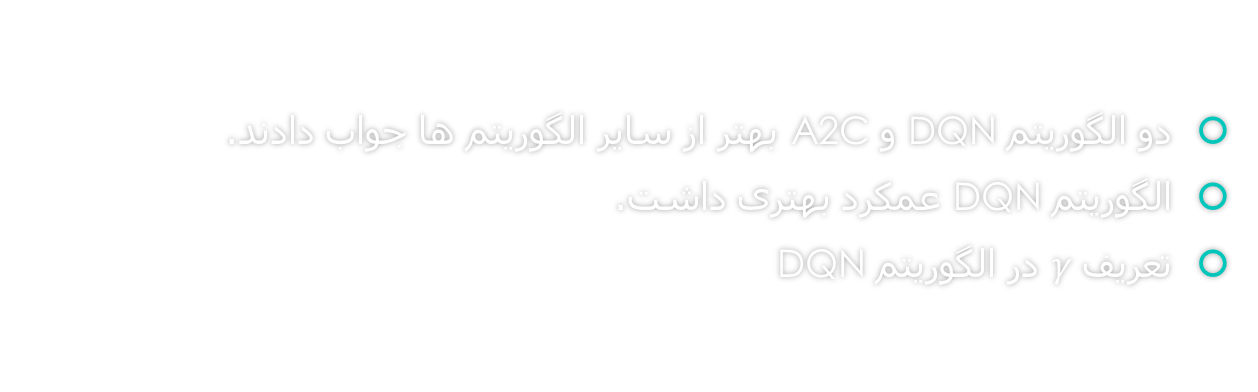 دو الگوریتم DQN و A2C بهتر از سایر الگوریتم ها جواب دادند.
الگوریتم DQN عمکرد بهتری داشت.
تعریف γ در الگوریتم DQN